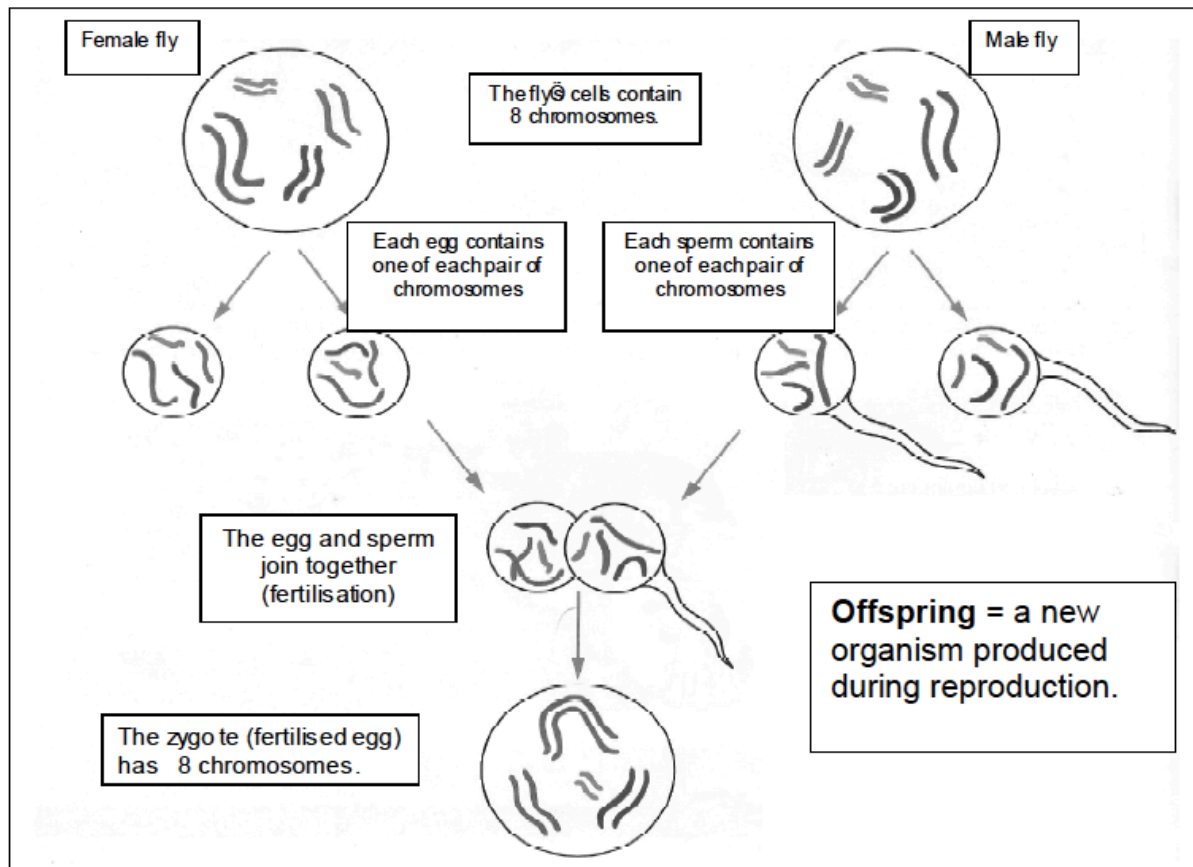 Female fly
Male fly
The flyÕs cells contain
8 chromosomes.
Each egg contains
one of each pair of
chromosomes
Each sperm contains
one of each pair of
chromosomes
The egg and sperm
join together
(fertilisation)
Offspring = a new
organism produced
during reproduction.
The zygote (fertilised egg)
has 8 chromosomes.